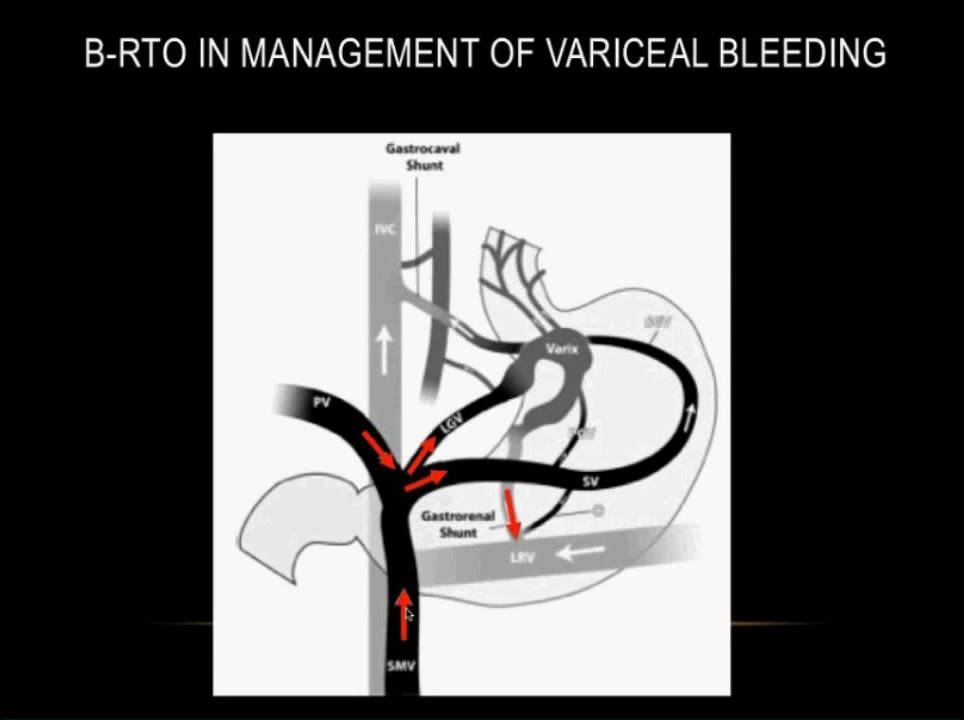 B-RTO IN MANAGEMENT OF VARICEAL BLEEDING
Gastrocaval
Shunt
IVC
Varix
PV
LGV
SV
Gastrorenal
Shunt
LRV
SMV